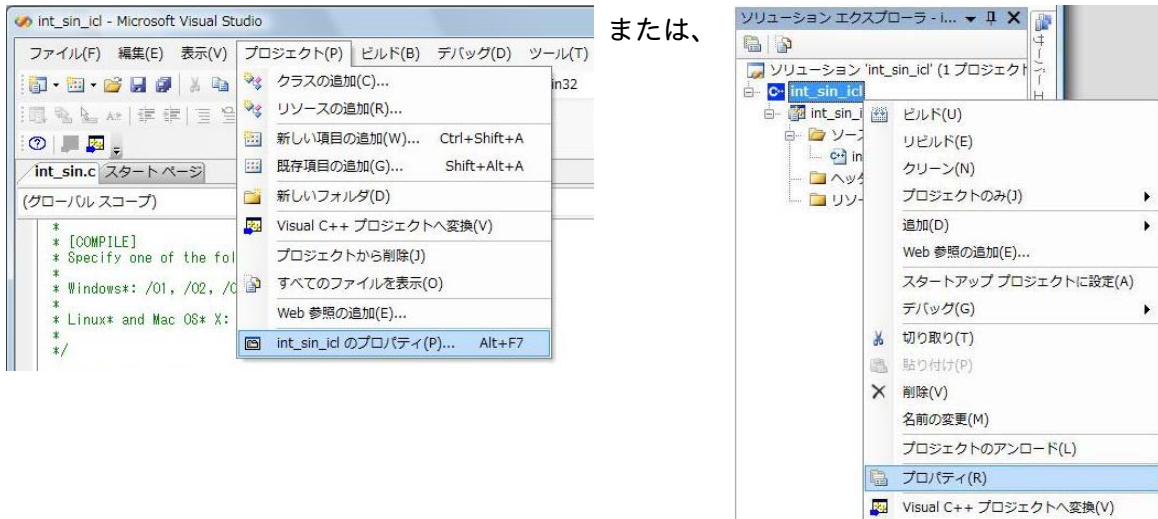 int_sin_icl - Microsoft Visual Studio
ファイル(F) 編集(E) 表示(V) プロジェクト(P) ビルド(B) デバッグ(D) ツール(T)
クラスの追加(C)...
in32
リソースの追加(R)...
新しい項目の追加(W)... Ctrl+Shift+A
既存項目の追加(G)... Shift+Alt+A
int_sin.c スタート ページ
新しいフォルダ(D)
(グローバル スコープ)
Visual C++ プロジェクトへ変換(V)
*
* [COMPILE]
* Specify one of the fol
*
* Windows*: /O1, /O2, /O
*
* Linux* and Mac OS* X:
*
*/
プロジェクトから削除(J)
すべてのファイルを表示(O)
Web 参照の追加(E)...
int_sin_icl のプロパティ(P)... Alt+F7
または、
ソリューション エクスプローラ - i...
ソリューション 'int_sin_icl' (1 プロジェクト
int_sin_icl
int_sin_i
ソース
in
ヘッダ
リソー
ビルド(U)
リビルド(E)
クリーン(N)
プロジェクトのみ(J)
追加(D)
Web 参照の追加(E)...
スタートアップ プロジェクトに設定(A)
デバッグ(G)
切り取り(T)
貼り付け(P)
削除(V)
名前の変更(M)
プロジェクトのアンロード(L)
プロパティ(R)
Visual C++ プロジェクトへ変換(V)